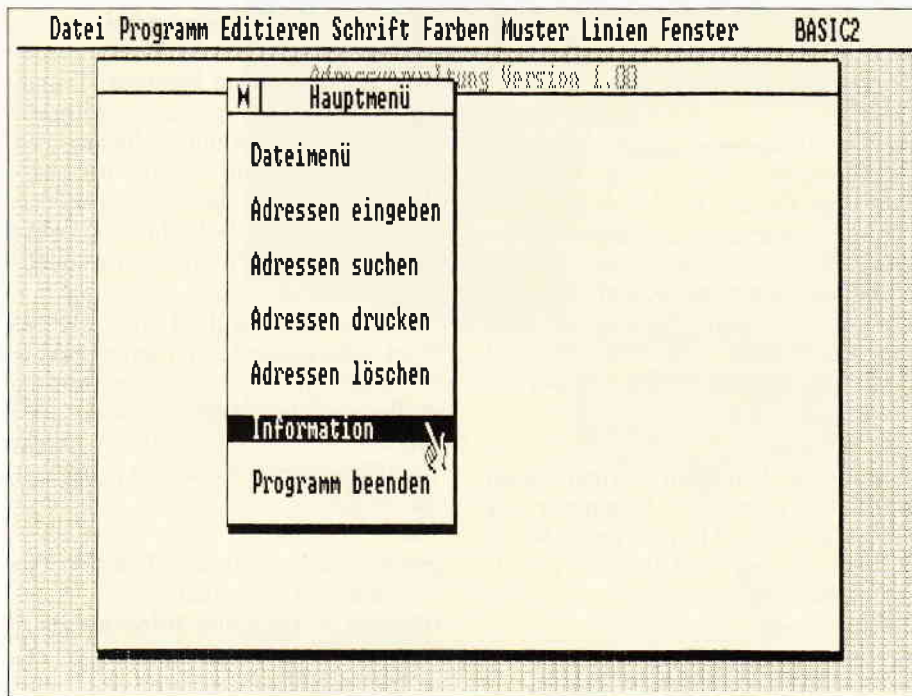 Datei Programm Editieren Schrift Farben Muster Linien Fenster BASIC2
Adressverwaltung Version 1.00
Hauptmenü
Dateimenü
Adressen eingeben
Adressen suchen
Adressen drucken
Adressen löschen
Information
Programm beenden